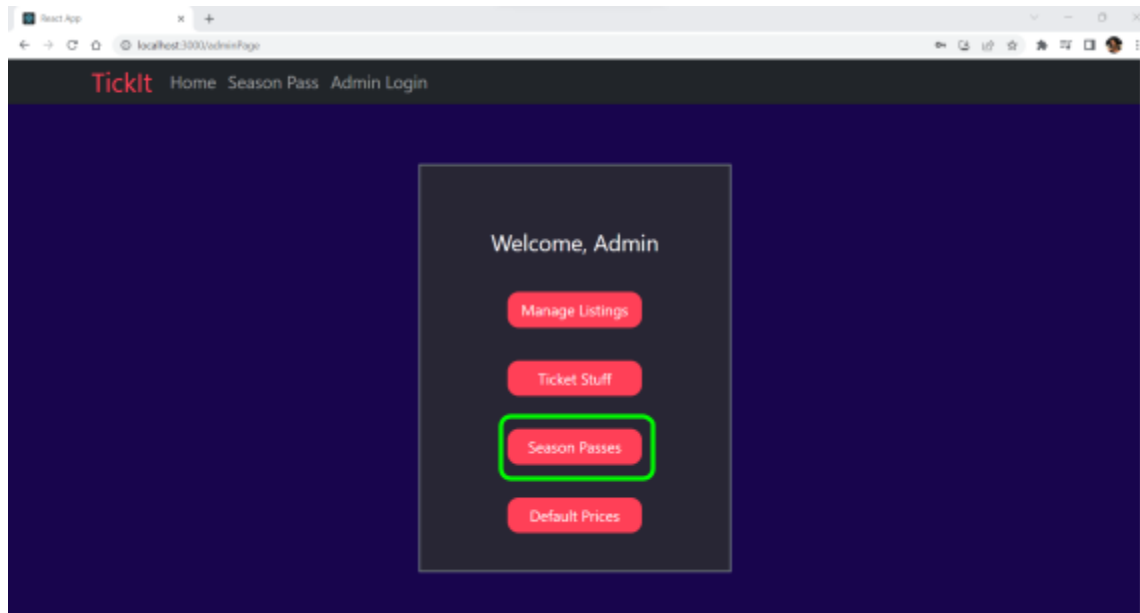 React App
localhost:3000/adminPage
TickIt Home Season Pass Admin Login
Welcome, Admin
Manage Listings
Ticket Stuff
Season Passes
Default Prices